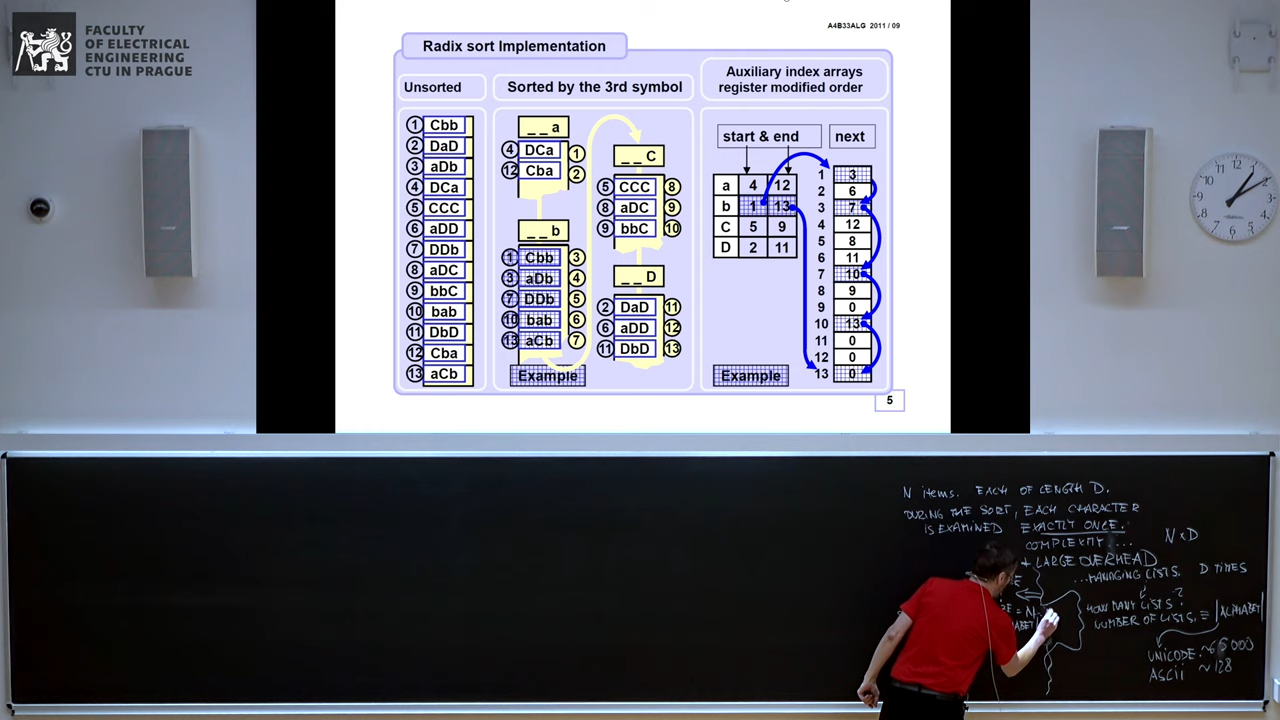 FACULTY
OF ELECTRICAL
ENGINEERING
CTU IN PRAGUE
A4B33ALG 2011 / 09
Radix sort Implementation
Unsorted
Sorted by the 3rd symbol
Auxiliary index arrays
register modified order
1 Cbb
2 DaD
3 aDb
4 DCa
5 CCC
6 aDD
7 DDb
8 aDC
9 bbC
10 bab
11 DbD
12 Cba
13 aCb
_ _ a
4 DCa 1
12 Cba 2
_ _ b
1 Cbb 3
3 aDb 4
7 DDb 5
10 bab 6
13 aCb 7
Example
_ _ C
5 CCC 8
8 aDC 9
9 bbC 10
_ _ D
2 DaD 11
6 aDD 12
11 DbD 13
start & end
a 4 12
b 1 13
C 5 9
D 2 11
Example
next
1 3
2 6
3 7
4 12
5 8
6 11
7 10
8 9
9 0
10 13
11 0
12 0
13 0
5
N items. EACH OF LENGTH D.
DURING THE SORT, EACH CHARACTER
IS EXAMINED EXACTLY ONCE.
COMPLEXITY .... N x D
+ LARGE OVERHEAD
...MANAGING LISTS. D TIMES
HOW MANY LISTS ?
NUMBER OF LISTS. ≡ |ALPHABET|
UNICODE. ~65000
ASCII ~128